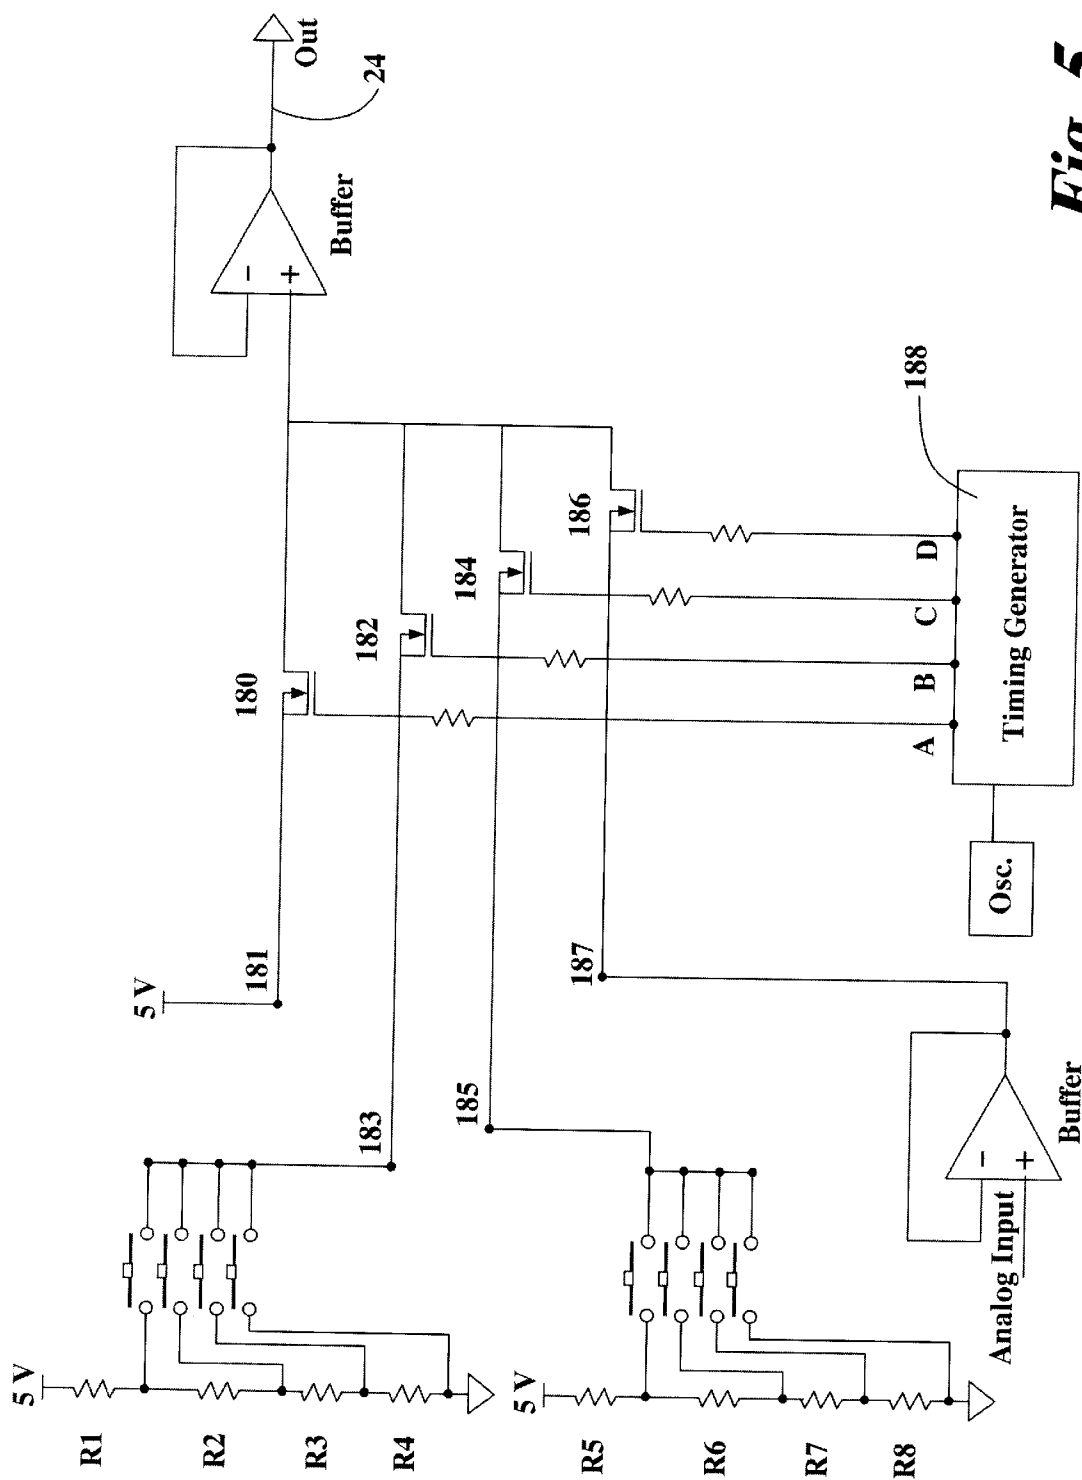 5 V
R1
R2
R3
R4
183
5 V
181
180
182
−
+
Buffer
Out
24
5 V
R5
R6
R7
R8
185
184
187
186
Analog Input
−
+
Buffer
Osc.
Timing Generator
A
B
C
D
188
Fig. 5